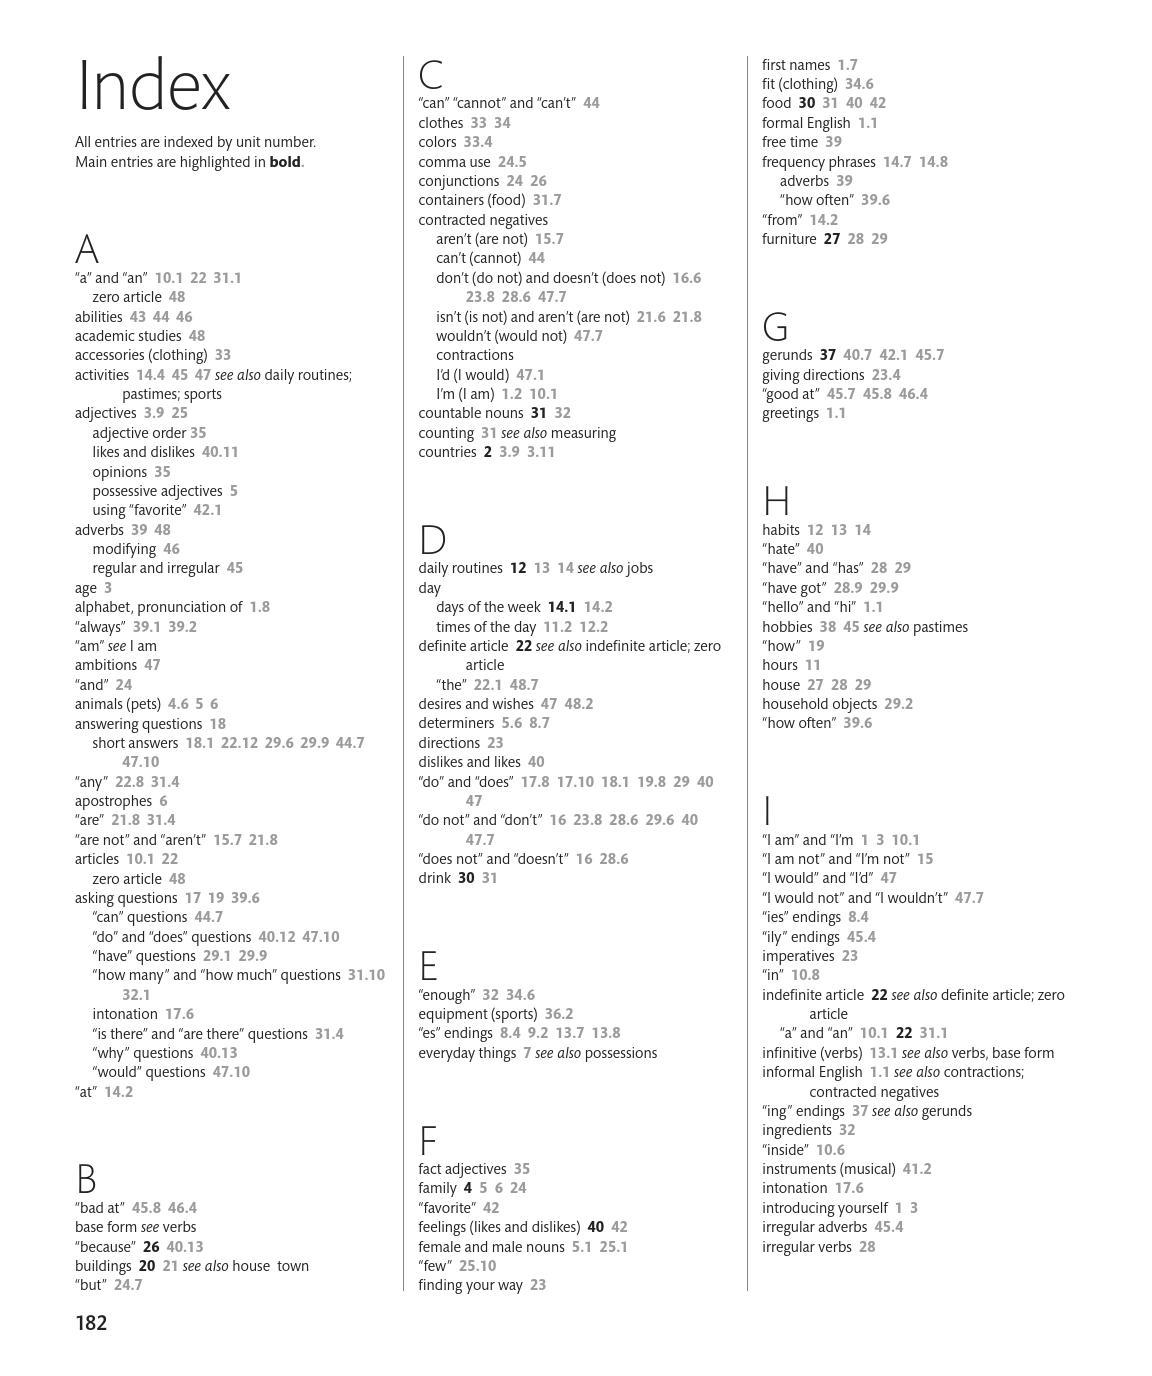 Index
All entries are indexed by unit number.
Main entries are highlighted in bold.
A
“a” and “an” 10.1 22 31.1
zero article 48
abilities 43 44 46
academic studies 48
accessories (clothing) 33
activities 14.4 45 47 see also daily routines;
pastimes; sports
adjectives 3.9 25
adjective order 35
likes and dislikes 40.11
opinions 35
possessive adjectives 5
using “favorite” 42.1
adverbs 39 48
modifying 46
regular and irregular 45
age 3
alphabet, pronunciation of 1.8
“always” 39.1 39.2
“am” see I am
ambitions 47
“and” 24
animals (pets) 4.6 5 6
answering questions 18
short answers 18.1 22.12 29.6 29.9 44.7
47.10
“any” 22.8 31.4
apostrophes 6
“are” 21.8 31.4
“are not” and “aren’t” 15.7 21.8
articles 10.1 22
zero article 48
asking questions 17 19 39.6
“can” questions 44.7
“do” and “does” questions 40.12 47.10
“have” questions 29.1 29.9
“how many” and “how much” questions 31.10
32.1
intonation 17.6
“is there” and “are there” questions 31.4
“why” questions 40.13
“would” questions 47.10
“at” 14.2
B
“bad at” 45.8 46.4
base form see verbs
“because” 26 40.13
buildings 20 21 see also house town
“but” 24.7
182
C
“can” “cannot” and “can’t” 44
clothes 33 34
colors 33.4
comma use 24.5
conjunctions 24 26
containers (food) 31.7
contracted negatives
aren’t (are not) 15.7
can’t (cannot) 44
don’t (do not) and doesn’t (does not) 16.6
23.8 28.6 47.7
isn’t (is not) and aren’t (are not) 21.6 21.8
wouldn’t (would not) 47.7
contractions
I’d (I would) 47.1
I’m (I am) 1.2 10.1
countable nouns 31 32
counting 31 see also measuring
countries 2 3.9 3.11
D
daily routines 12 13 14 see also jobs
day
days of the week 14.1 14.2
times of the day 11.2 12.2
definite article 22 see also indefinite article; zero
article
“the” 22.1 48.7
desires and wishes 47 48.2
determiners 5.6 8.7
directions 23
dislikes and likes 40
“do” and “does” 17.8 17.10 18.1 19.8 29 40
47
“do not” and “don’t” 16 23.8 28.6 29.6 40
47.7
“does not” and “doesn’t” 16 28.6
drink 30 31
E
“enough” 32 34.6
equipment (sports) 36.2
“es” endings 8.4 9.2 13.7 13.8
everyday things 7 see also possessions
F
fact adjectives 35
family 4 5 6 24
“favorite” 42
feelings (likes and dislikes) 40 42
female and male nouns 5.1 25.1
“few” 25.10
finding your way 23
first names 1.7
fit (clothing) 34.6
food 30 31 40 42
formal English 1.1
free time 39
frequency phrases 14.7 14.8
adverbs 39
“how often” 39.6
“from” 14.2
furniture 27 28 29
G
gerunds 37 40.7 42.1 45.7
giving directions 23.4
“good at” 45.7 45.8 46.4
greetings 1.1
H
habits 12 13 14
“hate” 40
“have” and “has” 28 29
“have got” 28.9 29.9
“hello” and “hi” 1.1
hobbies 38 45 see also pastimes
“how” 19
hours 11
house 27 28 29
household objects 29.2
“how often” 39.6
I
“I am” and “I’m 1 3 10.1
“I am not” and “I’m not” 15
“I would” and “I’d” 47
“I would not” and “I wouldn’t” 47.7
“ies” endings 8.4
“ily” endings 45.4
imperatives 23
“in” 10.8
indefinite article 22 see also definite article; zero
article
“a” and “an” 10.1 22 31.1
infinitive (verbs) 13.1 see also verbs, base form
informal English 1.1 see also contractions;
contracted negatives
“ing” endings 37 see also gerunds
ingredients 32
“inside” 10.6
instruments (musical) 41.2
intonation 17.6
introducing yourself 1 3
irregular adverbs 45.4
irregular verbs 28